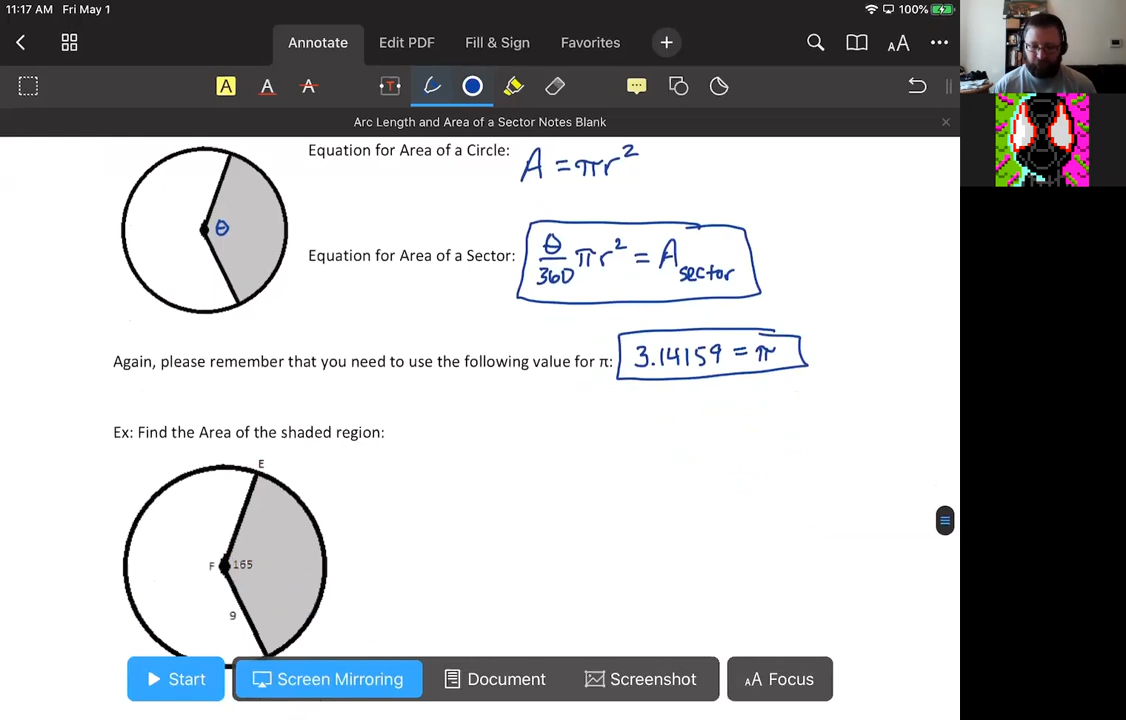 11:17 AM Fri May 1 100%
Annotate Edit PDF Fill & Sign Favorites AA
A A A T
Arc Length and Area of a Sector Notes Blank
Equation for Area of a Circle: A = πr²
θ
Equation for Area of a Sector: θ/360 πr² = A sector
Again, please remember that you need to use the following value for π: 3.14159 = π
Ex: Find the Area of the shaded region:
E
F 165
9
Start Screen Mirroring Document Screenshot AA Focus